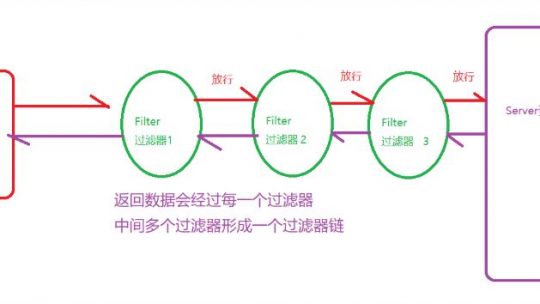 放行
放行
放行
Filter
过滤器1
Filter
过滤器 2
Filter
过滤器 3
Server
返回数据会经过每一个过滤器
中间多个过滤器形成一个过滤器链